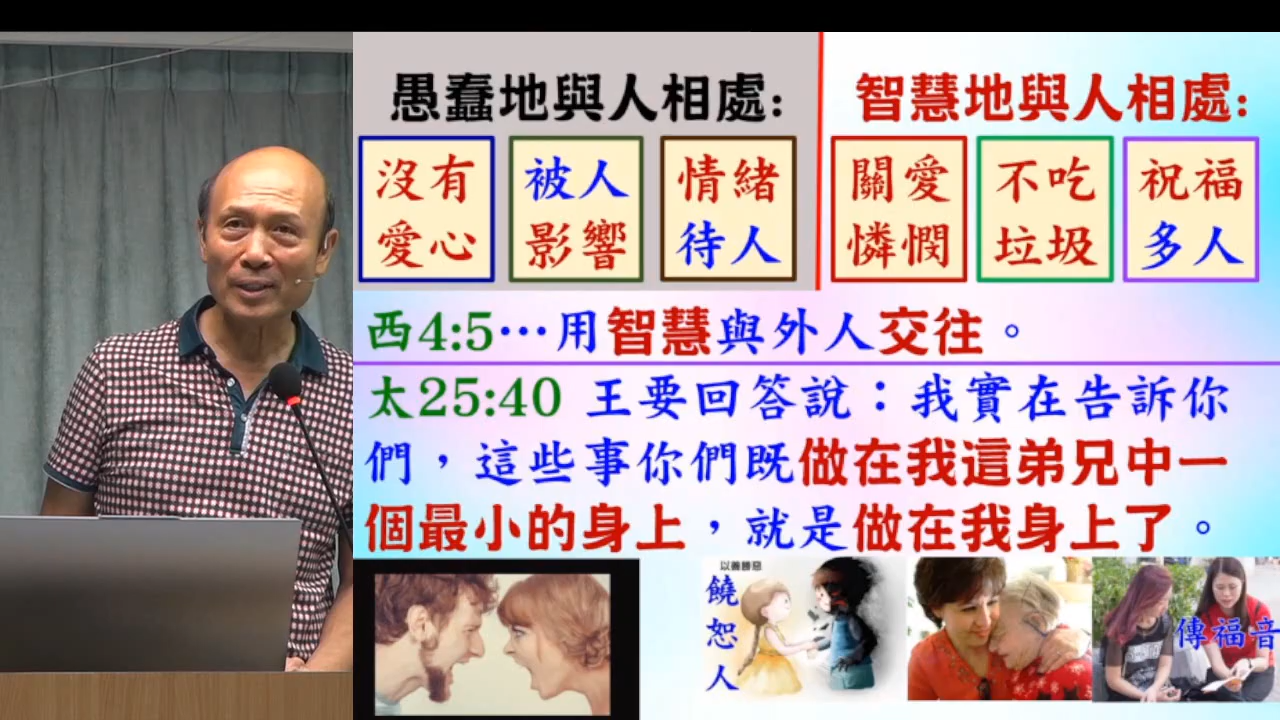 愚蠢地與人相處:
智慧地與人相處:
沒有
愛心
被人
影響
情緒
待人
關愛
憐憫
不吃
垃圾
祝福
多人
西4:5…用智慧與外人交往。
太25:40 王要回答說：我實在告訴你
們，這些事你們既做在我這弟兄中一
個最小的身上，就是做在我身上了。
以善勝惡
饒
恕
人
傳福音